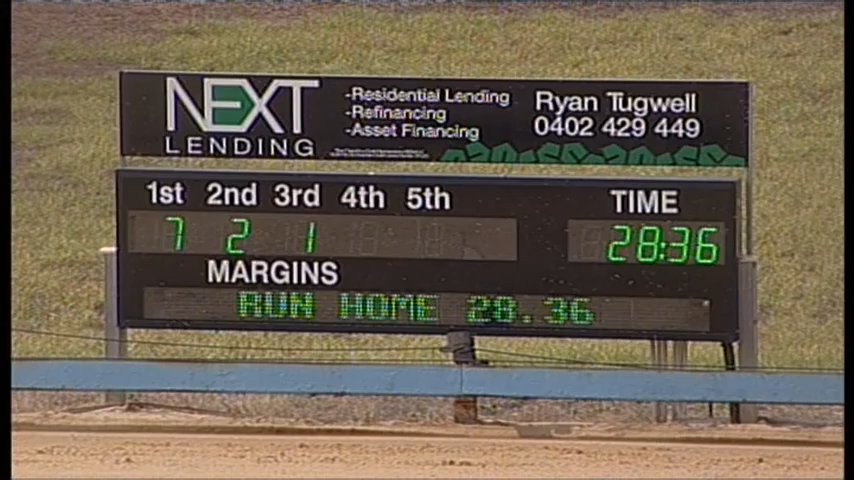 NEXT
LENDING
-Residential Lending
-Refinancing
-Asset Financing
Ryan Tugwell
0402 429 449
1st 2nd 3rd 4th 5th TIME
7 2 1 28:36
MARGINS
RUN HOME 28.36